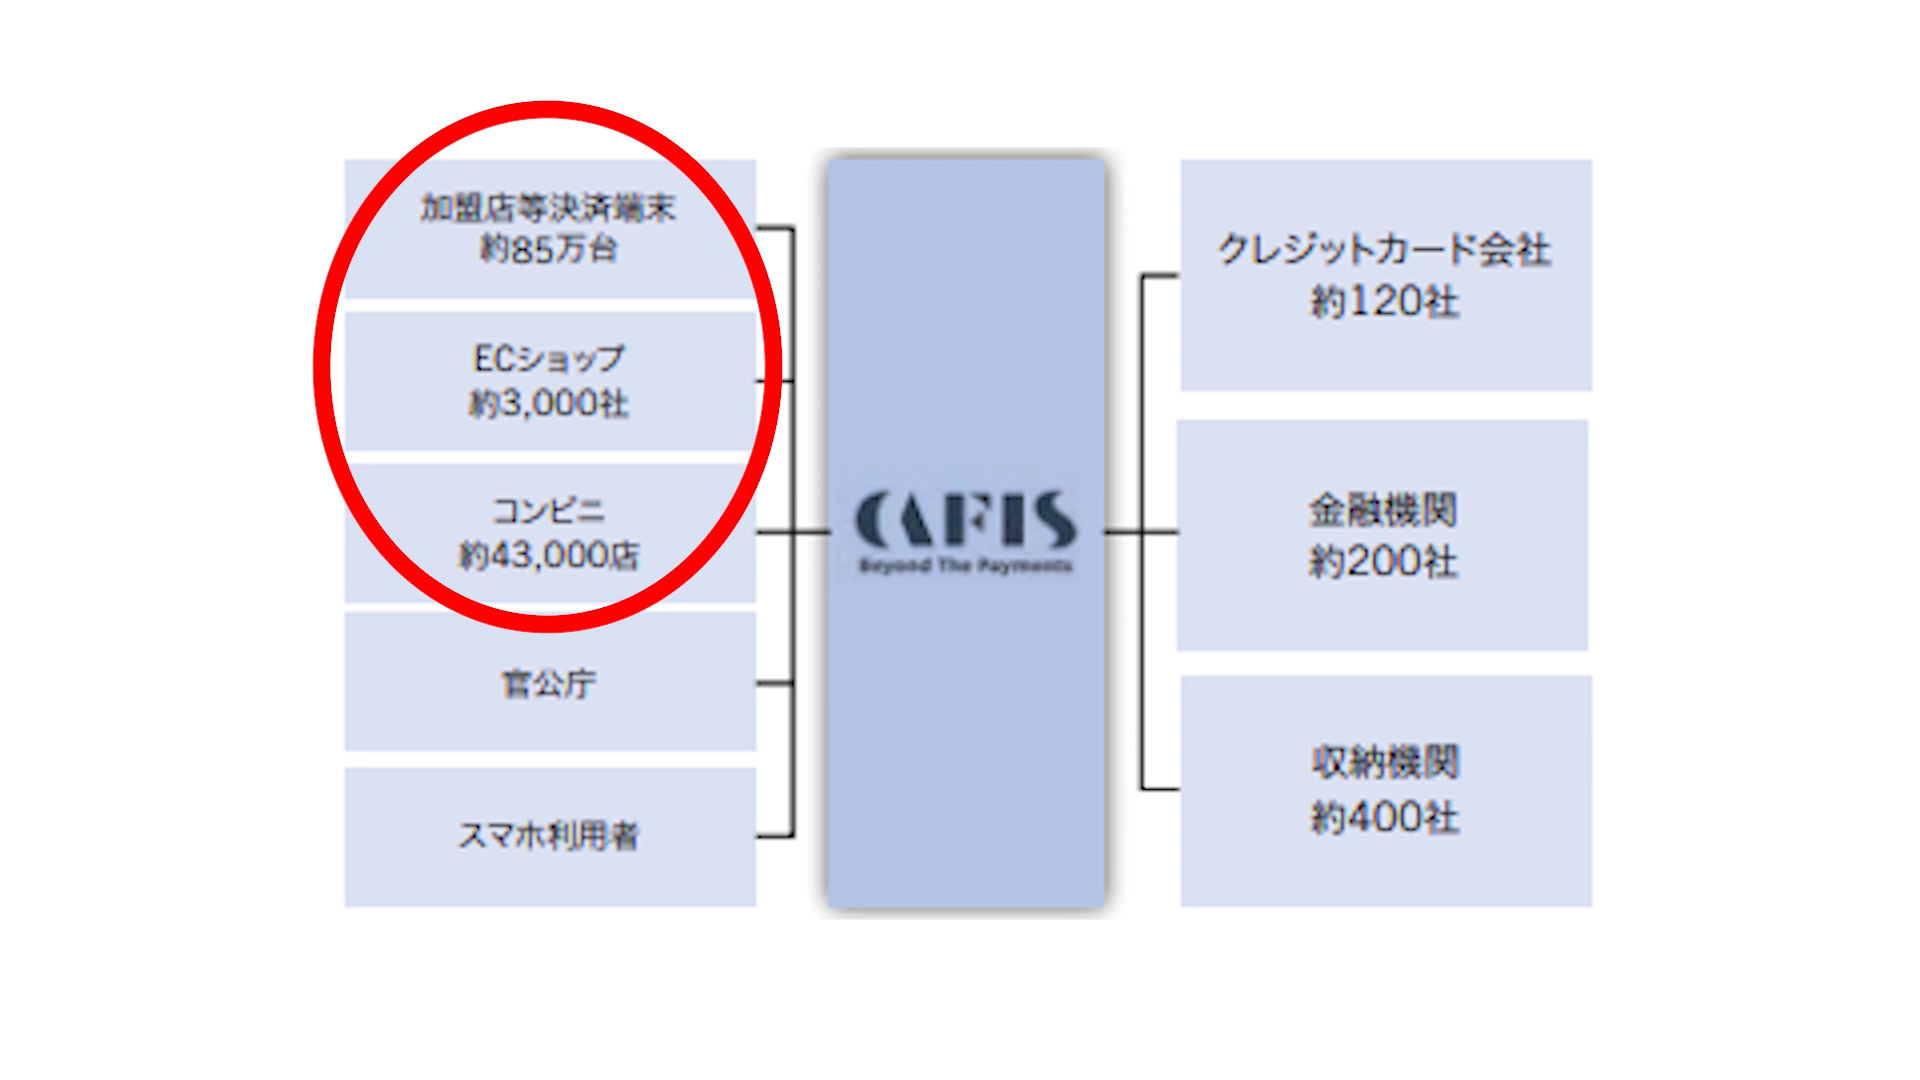 加盟店等決済端末
約85万台
ECショップ
約3,000社
コンビニ
約43,000店
官公庁
スマホ利用者
CAFIS
Beyond The Payments
クレジットカード会社
約120社
金融機関
約200社
収納機関
約400社